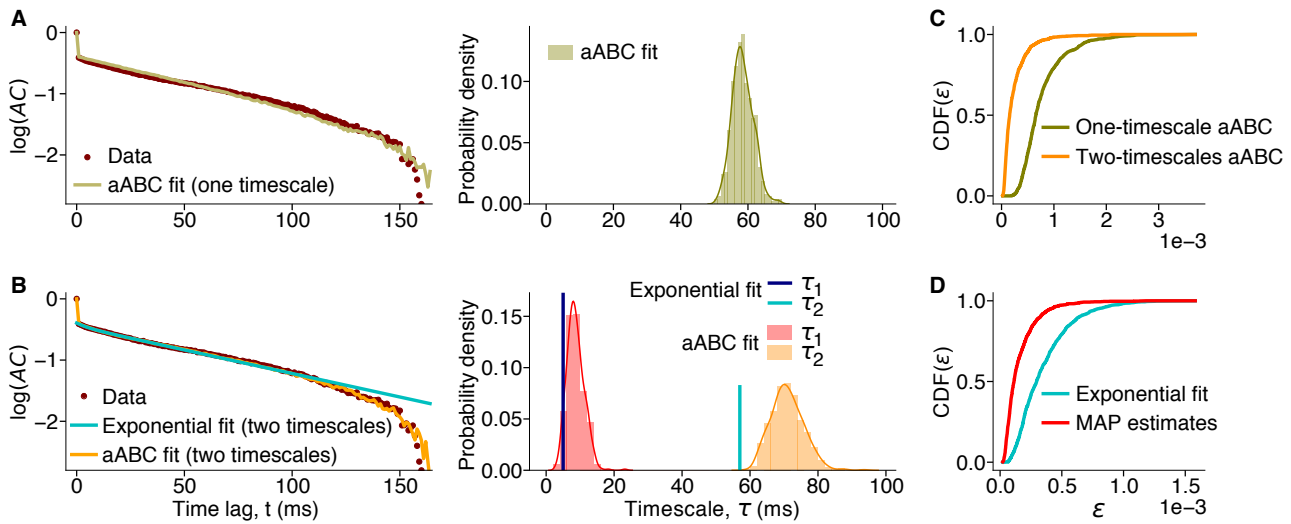 A
log(AC)
0
−1
−2
Data
aABC fit (one timescale)
0 50 100 150
Probability density
0.00
0.05
0.10
aABC fit
0 20 40 60 80 100
C
CDF(ε)
1.0
0.5
0.0
One-timescale aABC
Two-timescales aABC
0 1 2 3
1e−3
B
log(AC)
0
−1
−2
Data
Exponential fit (two timescales)
aABC fit (two timescales)
0 50 100 150
Time lag, t (ms)
Probability density
0.15
0.10
0.05
0.00
Exponential fit
τ1
τ2
aABC fit
τ1
τ2
0 20 40 60 80 100
Timescale, τ (ms)
D
CDF(ε)
1.0
0.5
0.0
Exponential fit
MAP estimates
0.0 0.5 1.0 1.5
ε
1e−3